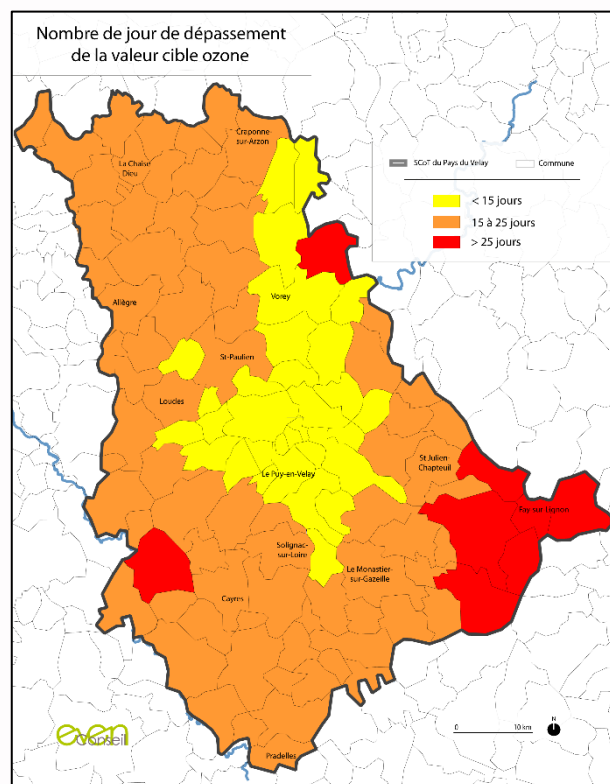 Nombre de jour de dépassement
de la valeur cible ozone
SCoT du Pays du Velay
Commune
< 15 jours
15 à 25 jours
> 25 jours
Craponne-
sur-Arzon
La Chaise
Dieu
Allègre
Vorey
St-Paulien
Loudes
St Julien-
Chapteuil
Le Puy-en-Velay
Fay-sur-Lignon
Solignac-
sur-Loire
Le Monastier-
sur-Gazeille
Cayres
Pradelles
even
Conseil
0
10 km
N